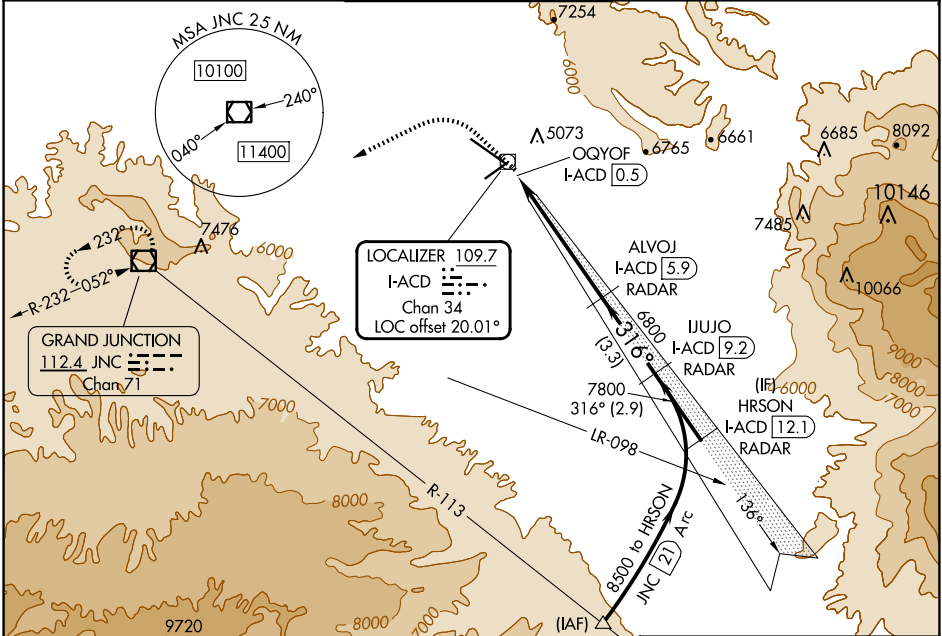 7254
6000
MSA JNC 25 NM
10100
240°
040°
11400
5073
6765
6661
6685
8092
OQYOF
I-ACD 0.5
7485
10146
10066
9000
8000
7000
7476
6000
232°
R-232
052°
GRAND JUNCTION
112.4 JNC
Chan 71
LOCALIZER 109.7
I-ACD
Chan 34
LOC offset 20.01°
ALVOJ
I-ACD 5.9
RADAR
6800
316°
(3.3)
IJUJO
I-ACD 9.2
RADAR
(IF)
6000
HRSON
I-ACD 12.1
RADAR
7800
316° (2.9)
LR-098
136°
7000
R-113
8000
8500 to HRSON
JNC 21 Arc
8000
9720
(IAF)